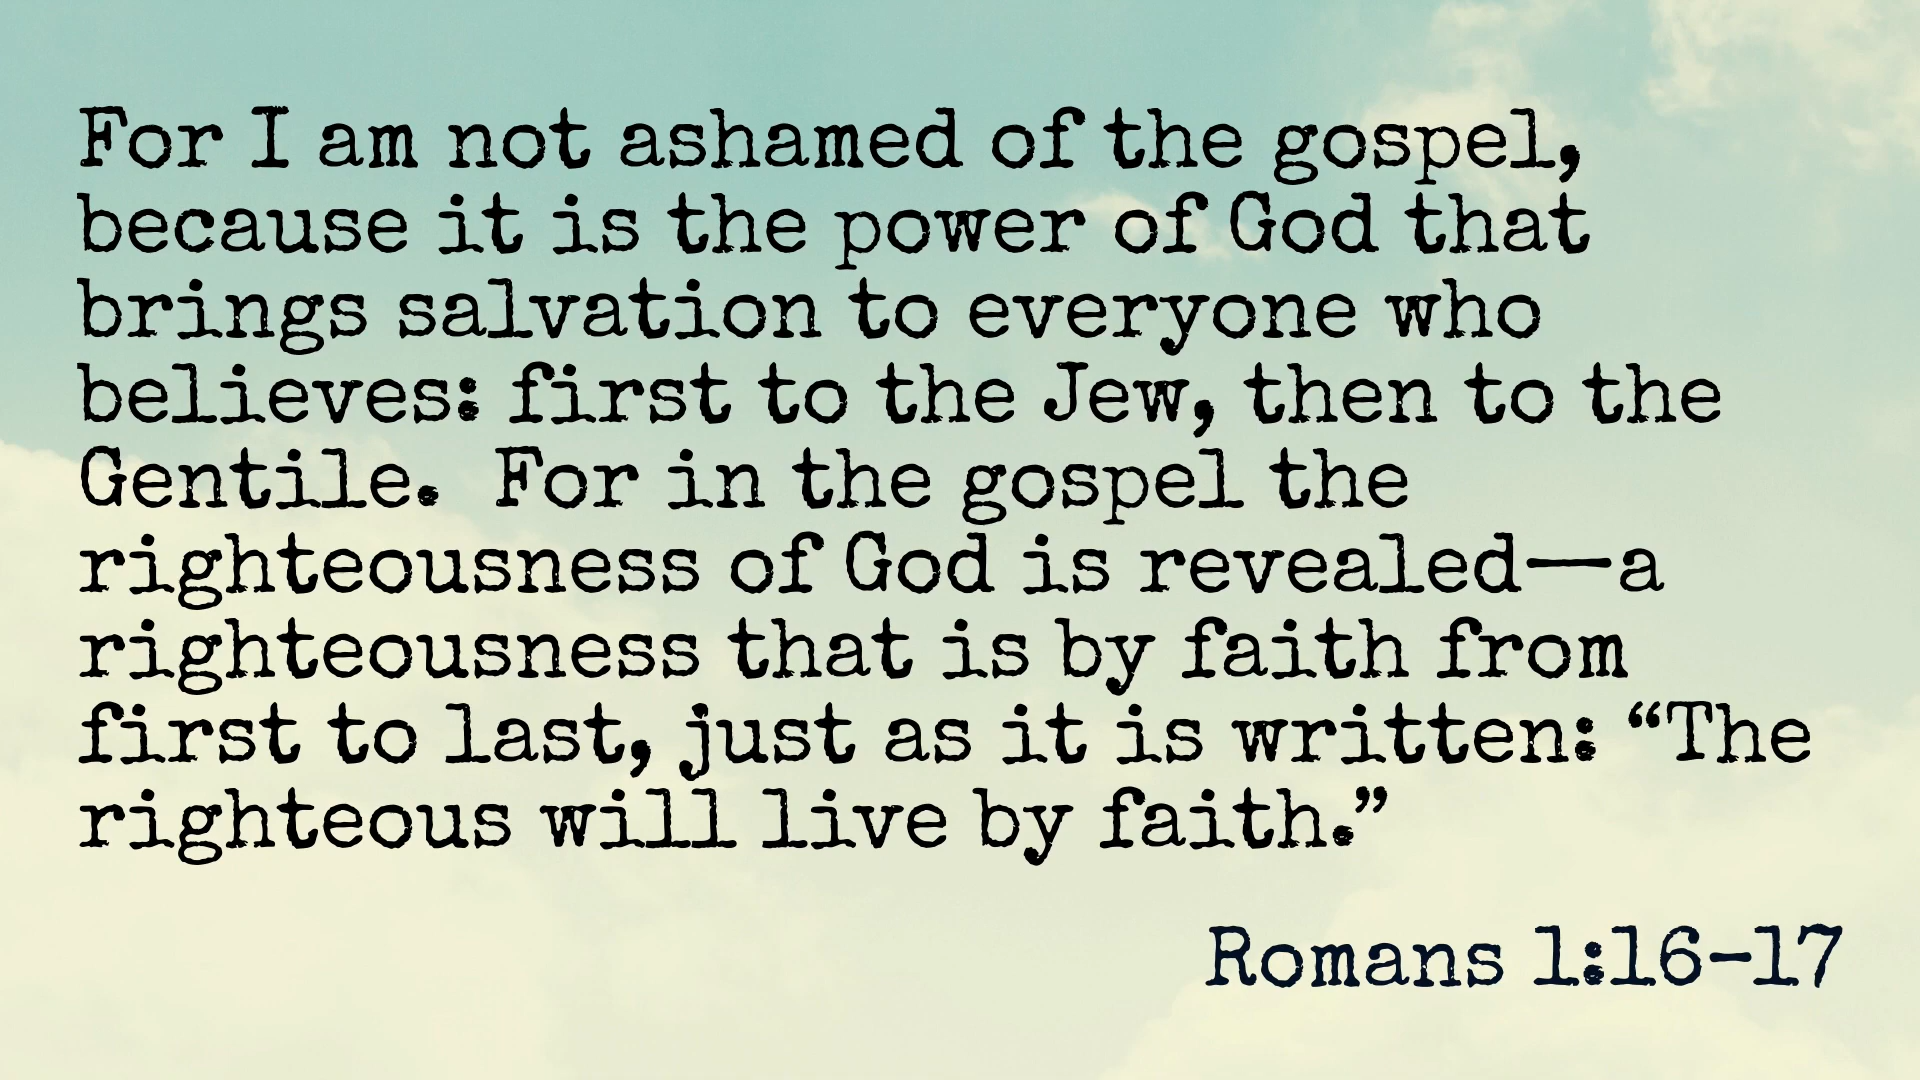 For I am not ashamed of the gospel,
because it is the power of God that
brings salvation to everyone who
believes: first to the Jew, then to the
Gentile.  For in the gospel the
righteousness of God is revealed—a
righteousness that is by faith from
first to last, just as it is written: “The
righteous will live by faith.”
Romans 1:16-17